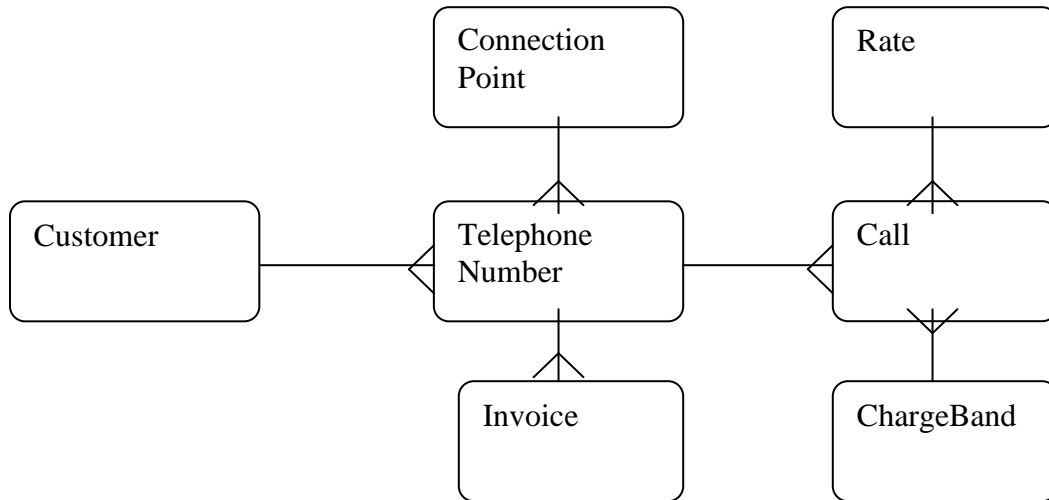 Connection
Point
Rate
Customer
Telephone
Number
Call
Invoice
ChargeBand